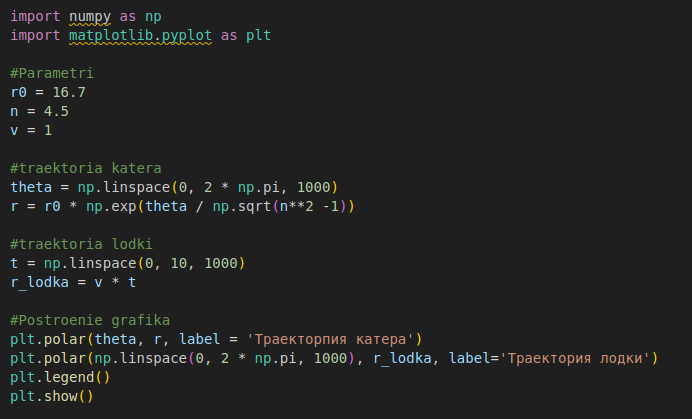 import numpy as np
import matplotlib.pyplot as plt
#Parametri
r0 = 16.7
n = 4.5
v = 1
#traektoria katera
theta = np.linspace(0, 2 * np.pi, 1000)
r = r0 * np.exp(theta / np.sqrt(n**2 -1))
#traektoria lodki
t = np.linspace(0, 10, 1000)
r_lodka = v * t
#Postroenie grafika
plt.polar(theta, r, label = 'Траекторпия катера')
plt.polar(np.linspace(0, 2 * np.pi, 1000), r_lodka, label='Траектория лодки')
plt.legend()
plt.show()